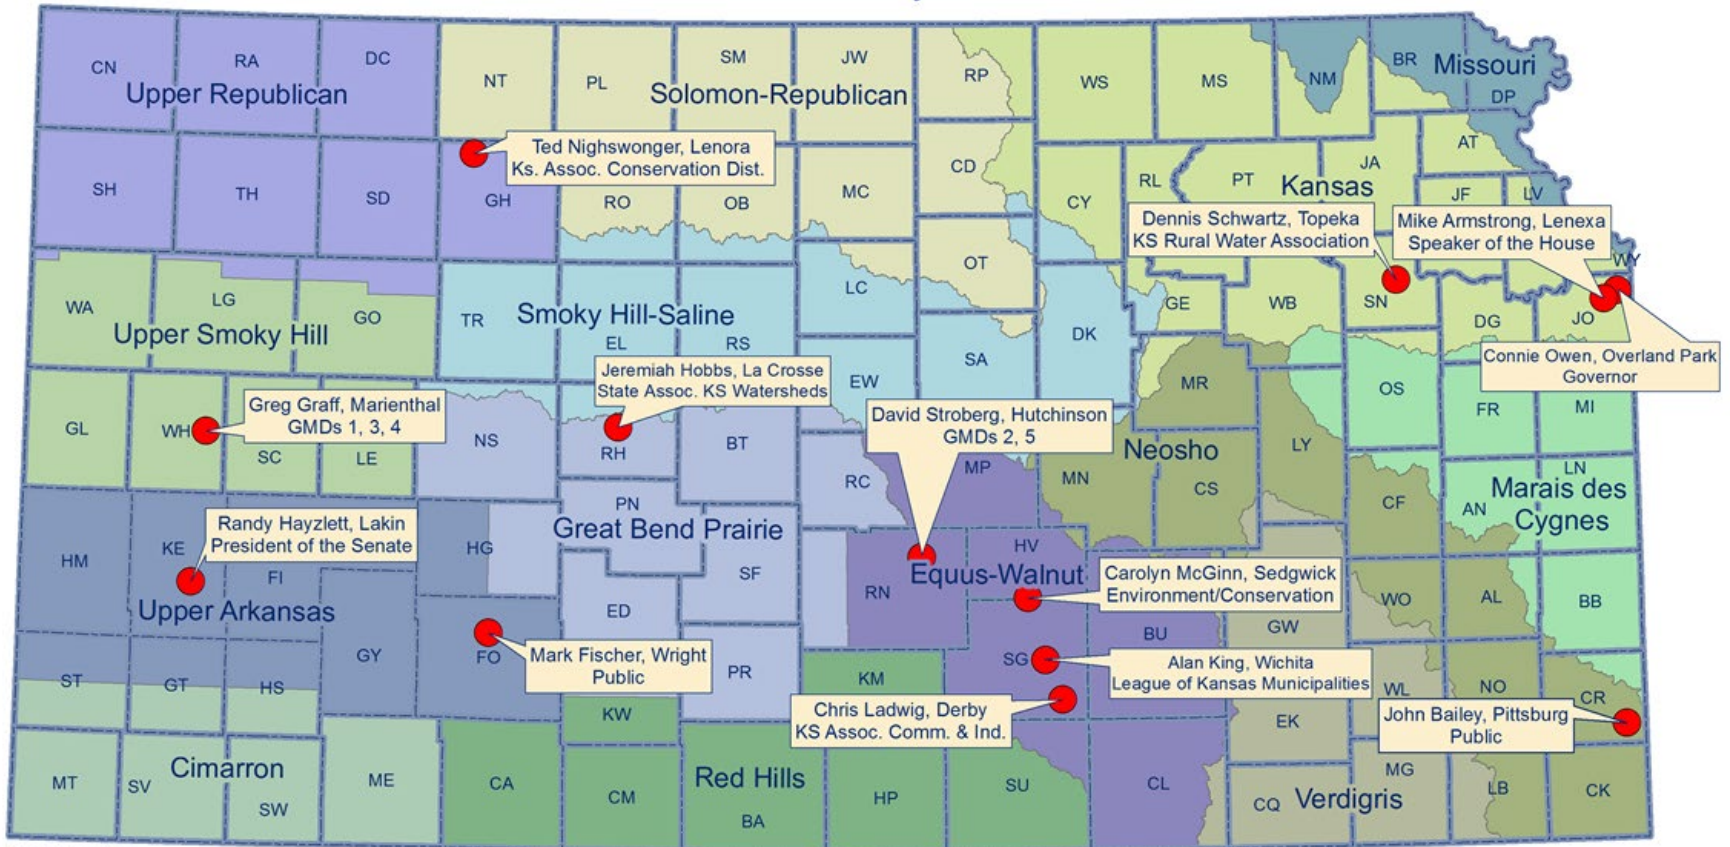 CN
RA
DC
Upper Republican
NT
PL
SM
JW
Solomon-Republican
RP
WS
MS
NM
BR
Missouri
DP
Ted Nighswonger, Lenora
Ks. Assoc. Conservation Dist.
SH
TH
SD
GH
RO
OB
MC
CD
CY
RL
PT
JA
AT
Kansas
JF
LV
Dennis Schwartz, Topeka
KS Rural Water Association
Mike Armstrong, Lenexa
Speaker of the House
WY
WA
LG
GO
Upper Smoky Hill
TR
Smoky Hill-Saline
EL
RS
LC
OT
SA
DK
GE
WB
SN
DG
JO
Connie Owen, Overland Park
Governor
Jeremiah Hobbs, La Crosse
State Assoc. KS Watersheds
EW
MR
OS
FR
MI
Greg Graff, Marienthal
GMDs 1, 3, 4
GL
WH
SC
LE
NS
RH
BT
David Stroberg, Hutchinson
GMDs 2, 5
RC
MP
Neosho
MN
CS
LY
CF
LN
Marais des
Cygnes
AN
PN
Great Bend Prairie
Randy Hayzlett, Lakin
President of the Senate
HM
KE
FI
HG
Upper Arkansas
SF
ED
RN
HV
Equus-Walnut
Carolyn McGinn, Sedgwick
Environment/Conservation
WO
AL
BB
GW
BU
GY
FO
Mark Fischer, Wright
Public
PR
KM
SG
Alan King, Wichita
League of Kansas Municipalities
ST
GT
HS
KW
Chris Ladwig, Derby
KS Assoc. Comm. & Ind.
EK
WL
NO
CR
John Bailey, Pittsburg
Public
MT
SV
Cimarron
SW
ME
CA
CM
Red Hills
BA
HP
SU
CL
CQ
Verdigris
MG
LB
CK